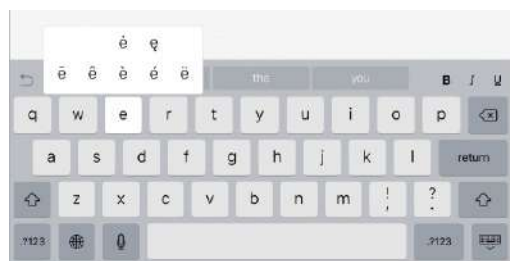 ė ę
ē ê è é ë
the you B I U
q w e r t y u i o p
a s d f g h j k l return
z x c v b n m ! , ? .
.?123 .?123